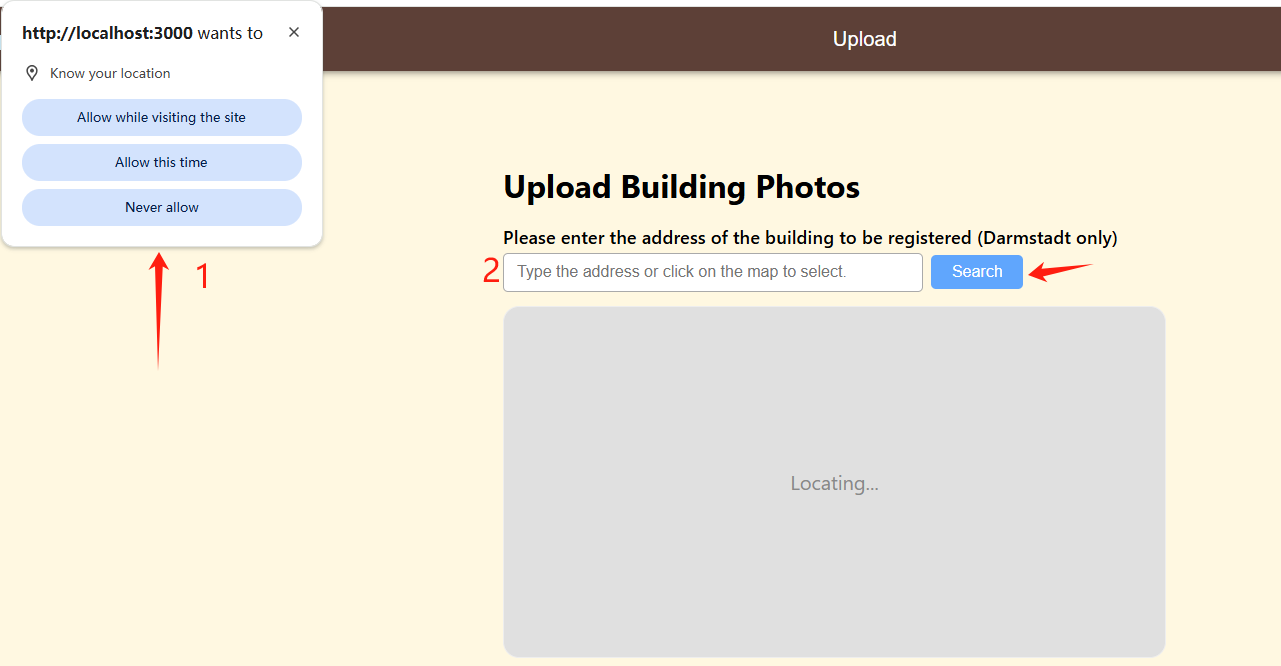 http://localhost:3000 wants to
Know your location
Allow while visiting the site
Allow this time
Never allow
1
Upload
Upload Building Photos
Please enter the address of the building to be registered (Darmstadt only)
2
Type the address or click on the map to select.
Search
Locating...